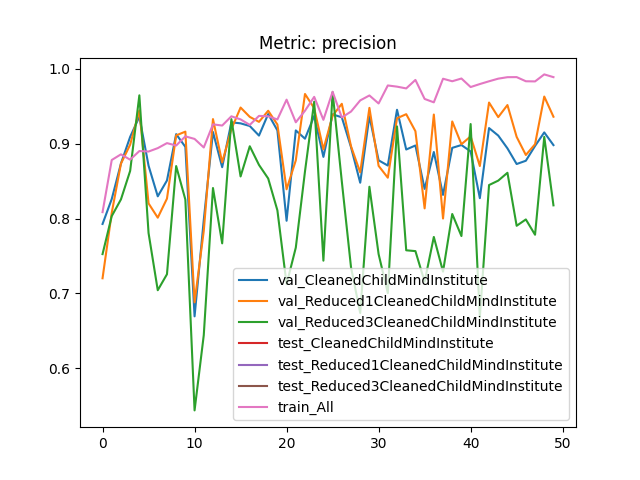 Metric: precision
1.0
0.9
0.8
0.7
0.6
val_CleanedChildMindInstitute
val_Reduced1CleanedChildMindInstitute
val_Reduced3CleanedChildMindInstitute
test_CleanedChildMindInstitute
test_Reduced1CleanedChildMindInstitute
test_Reduced3CleanedChildMindInstitute
train_All
0 10 20 30 40 50